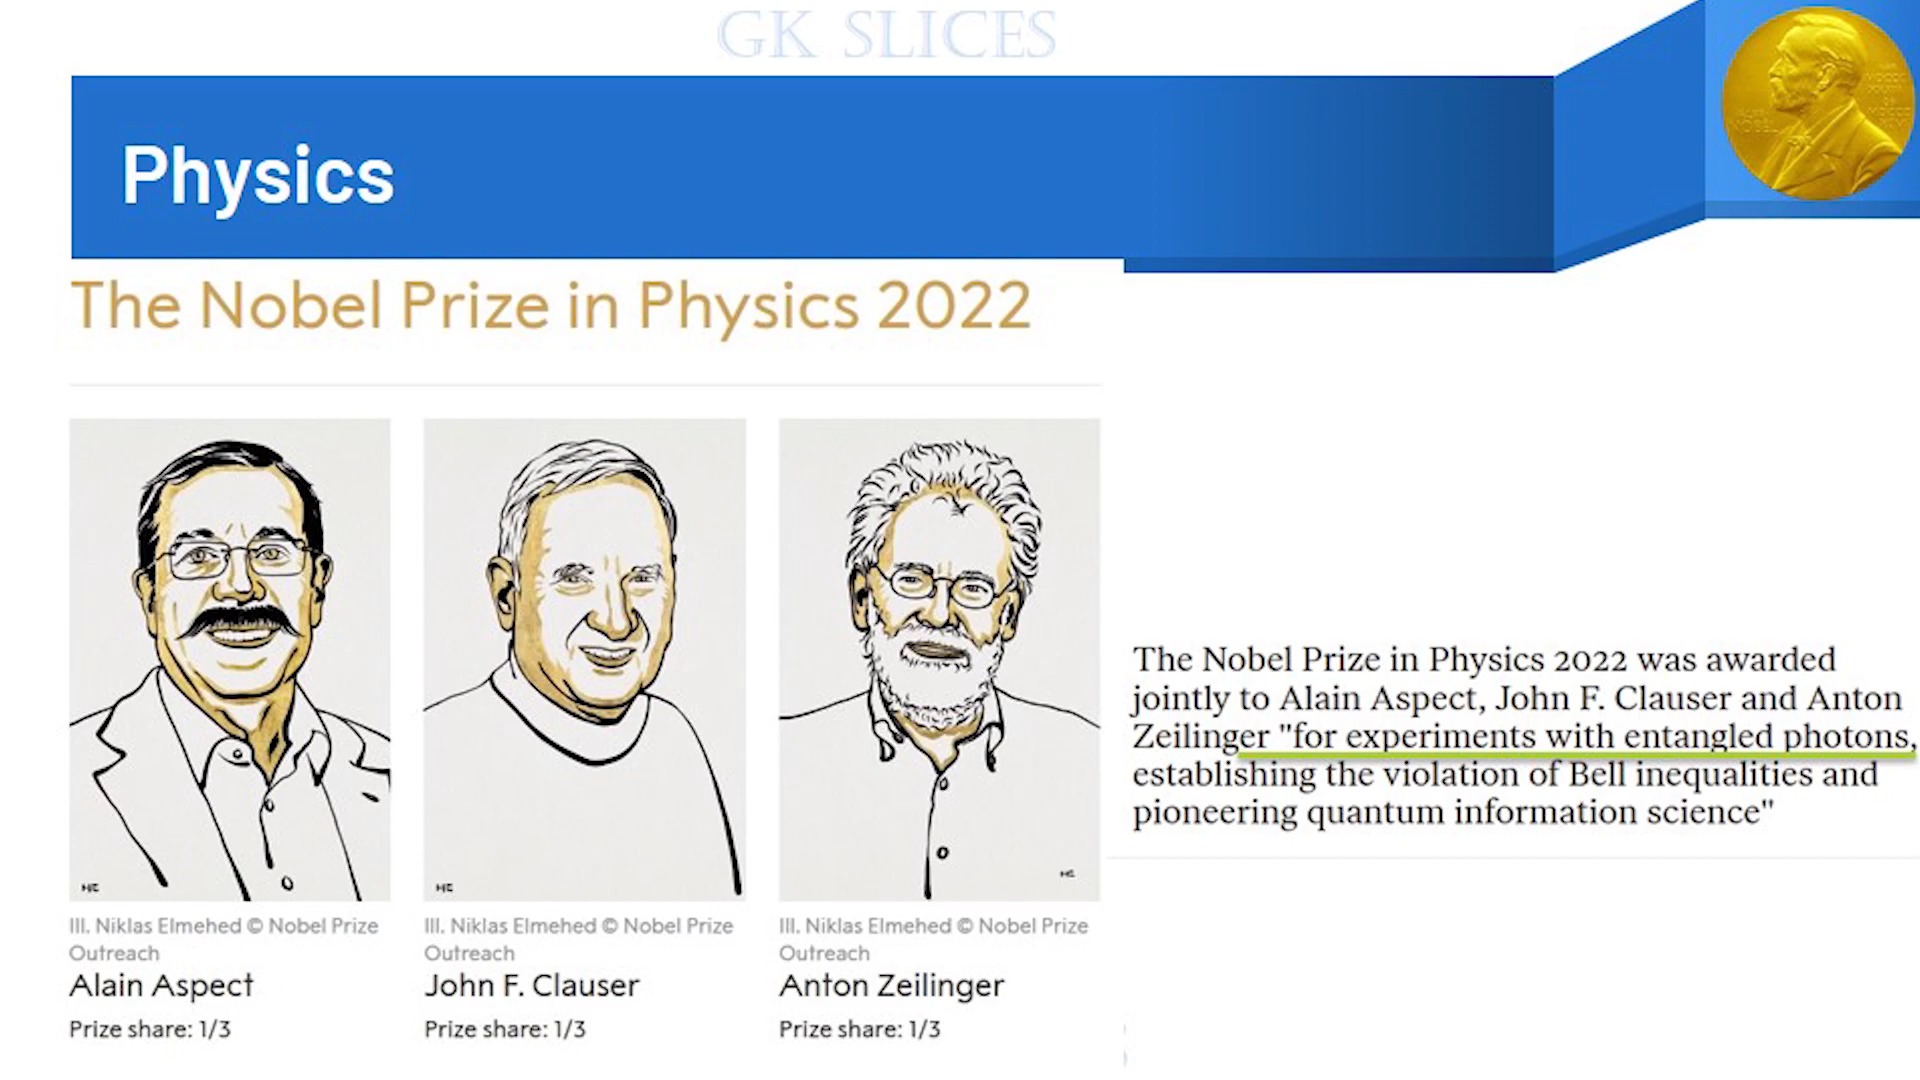 GK SLICES
Physics
The Nobel Prize in Physics 2022
III. Niklas Elmehed © Nobel Prize
Outreach
Alain Aspect
Prize share: 1/3
III. Niklas Elmehed © Nobel Prize
Outreach
John F. Clauser
Prize share: 1/3
III. Niklas Elmehed © Nobel Prize
Outreach
Anton Zeilinger
Prize share: 1/3
The Nobel Prize in Physics 2022 was awarded
jointly to Alain Aspect, John F. Clauser and Anton
Zeilinger "for experiments with entangled photons,
establishing the violation of Bell inequalities and
pioneering quantum information science"